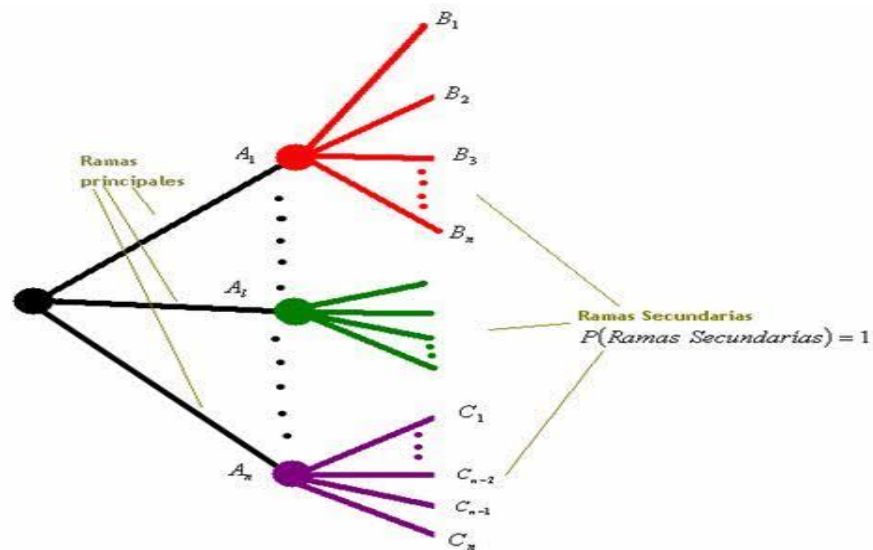 B₁
B₂
A₁
B₃
Ramas
principales
Bₙ
Aᵢ
Ramas Secundarias
P(Ramas Secundarías) = 1
C₁
Aₙ
Cₙ₋₂
Cₙ₋₁
Cₙ